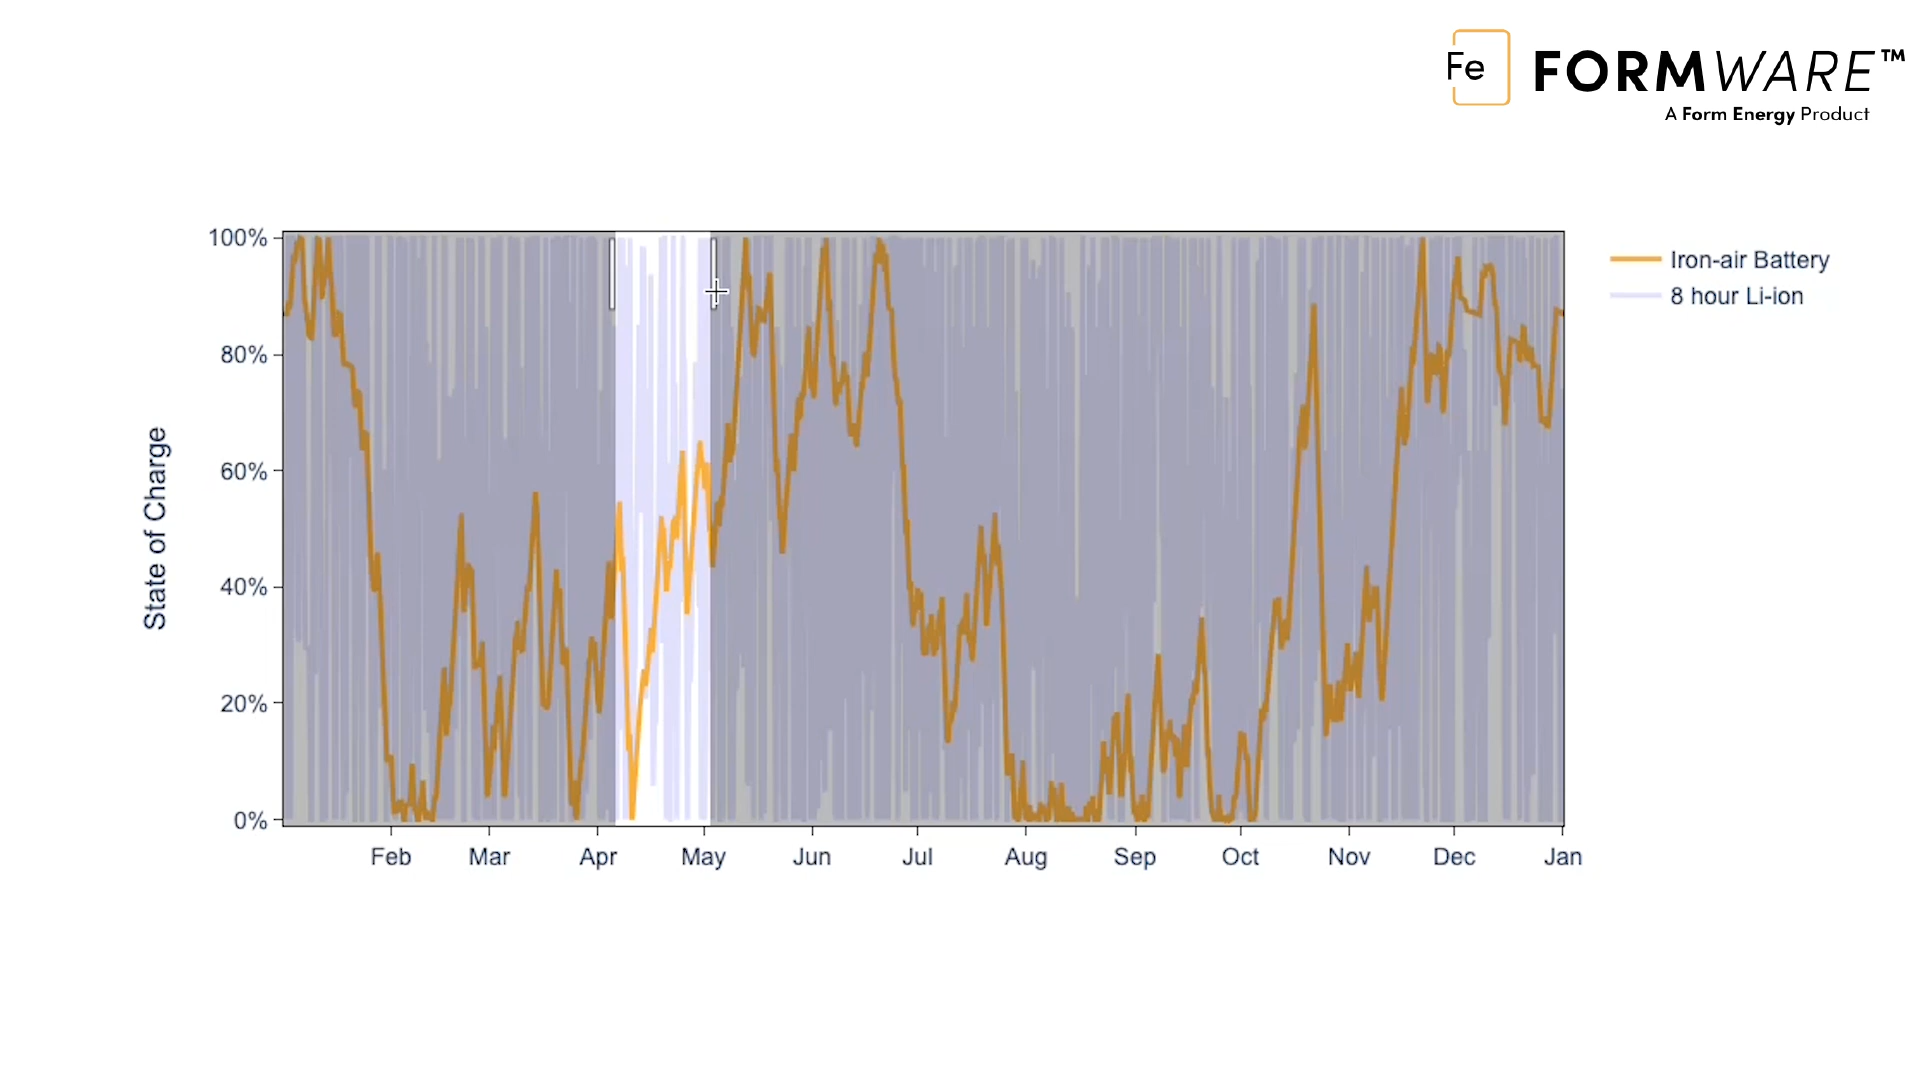 Fe
FORMWARE™
A Form Energy Product
100%
80%
60%
40%
20%
0%
State of Charge
Feb Mar Apr May Jun Jul Aug Sep Oct Nov Dec Jan
Iron-air Battery
8 hour Li-ion